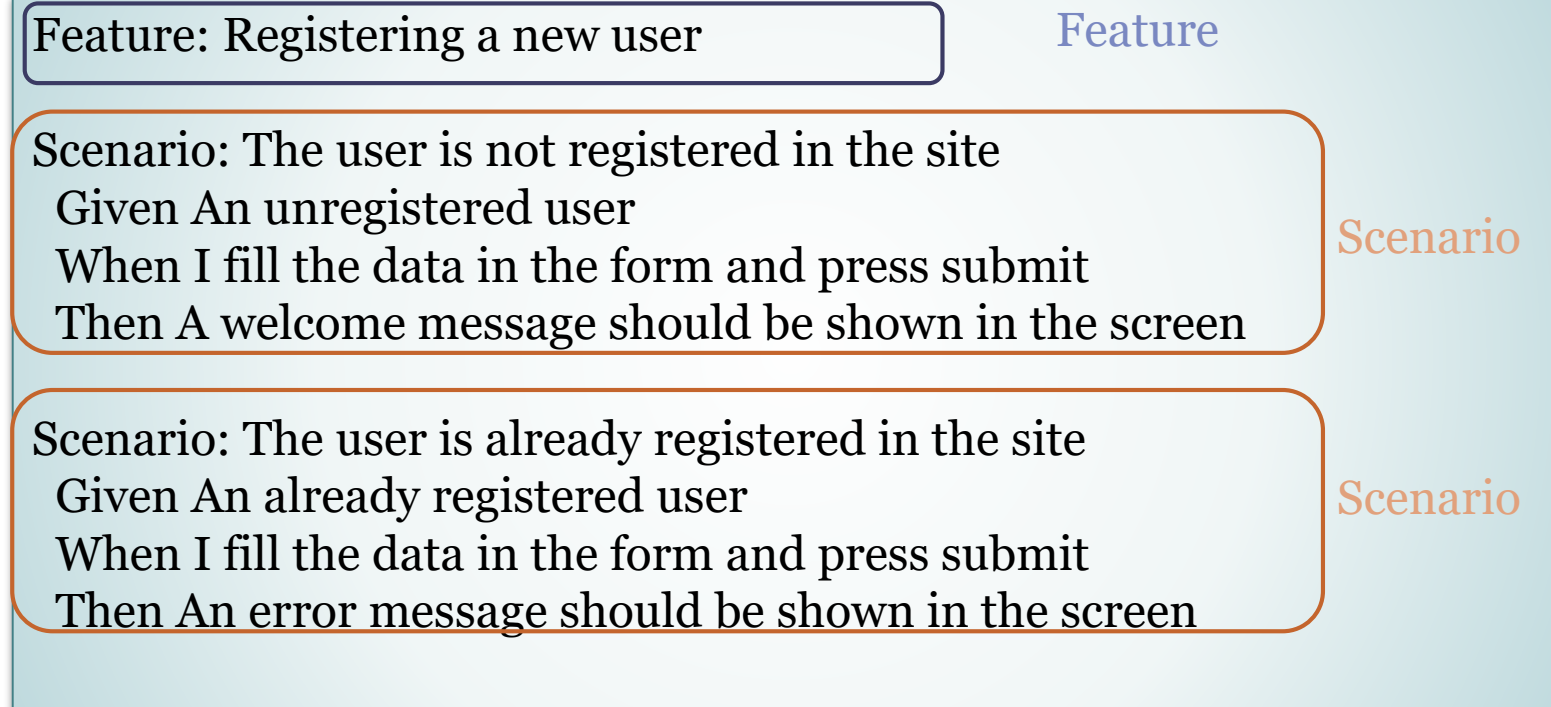 Feature: Registering a new user
Feature
Scenario: The user is not registered in the site
Given An unregistered user
When I fill the data in the form and press submit
Then A welcome message should be shown in the screen
Scenario
Scenario: The user is already registered in the site
Given An already registered user
When I fill the data in the form and press submit
Then An error message should be shown in the screen
Scenario